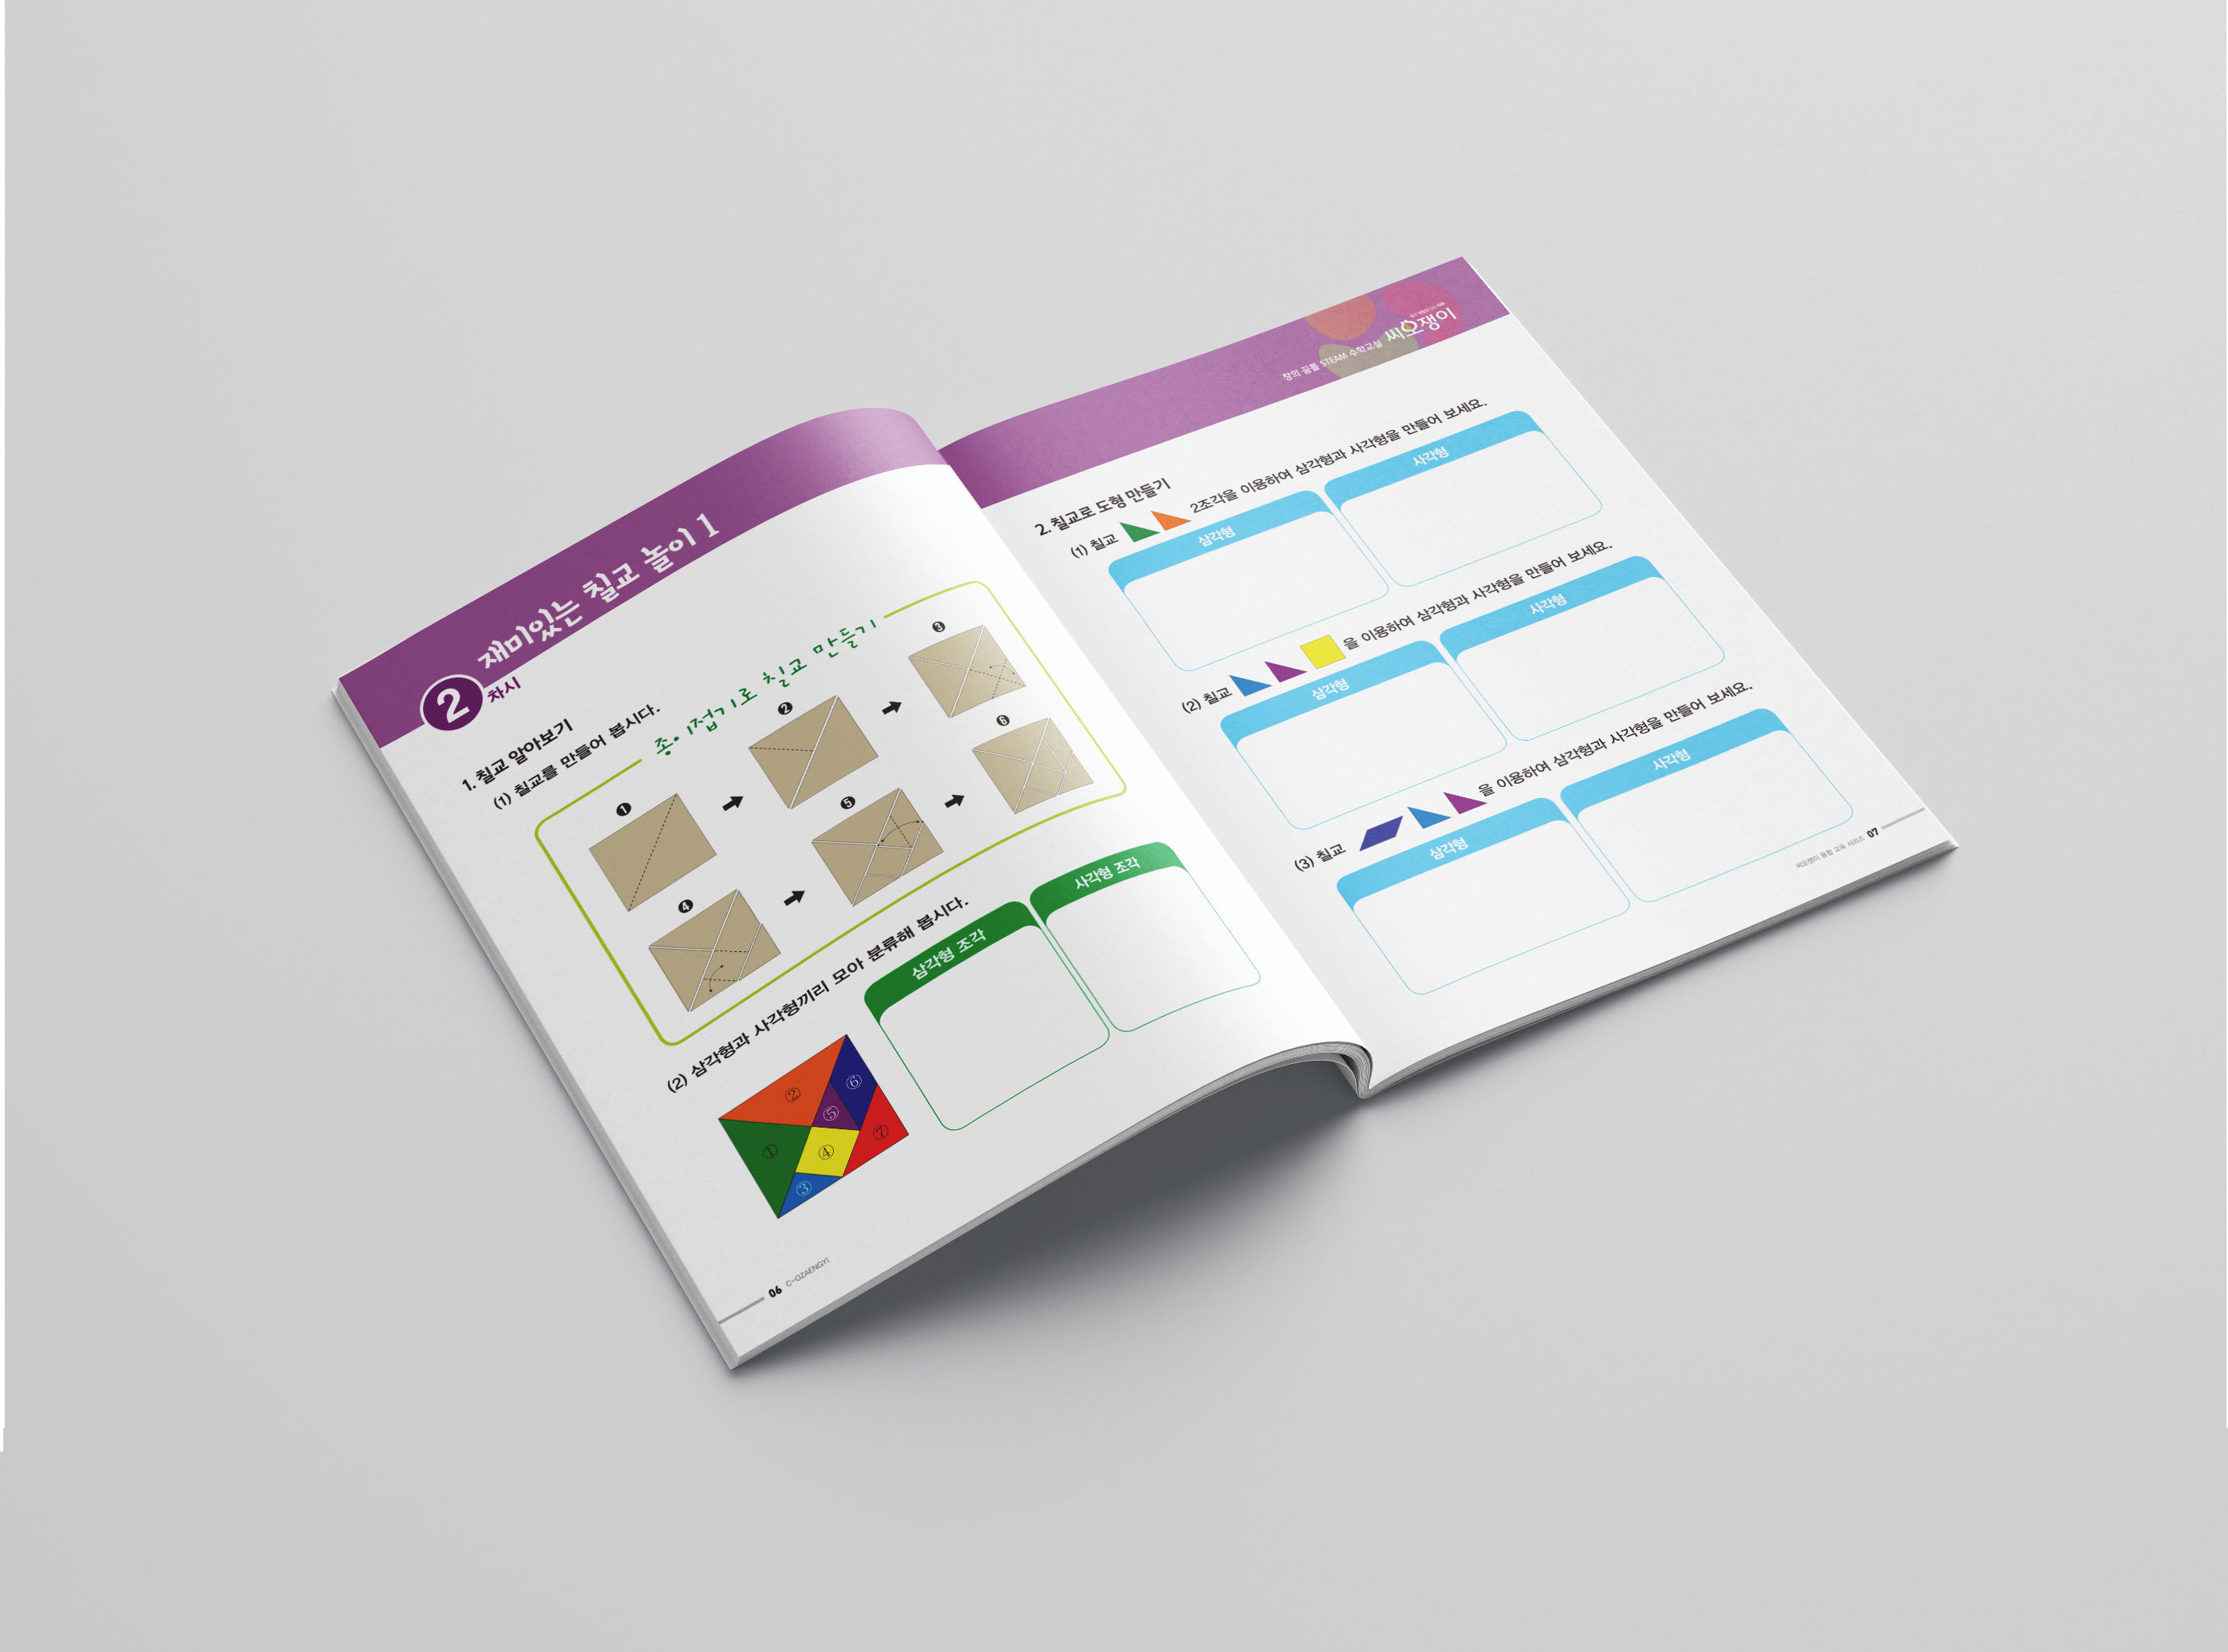 2
차시
재미있는 칠교 놀이 1
1. 칠교 알아보기
(1) 칠교를 만들어 봅시다.
종이접기로 칠교 만들기
❶
❷
❸
❹
❺
❻
(2) 삼각형과 사각형끼리 모아 분류해 봅시다.
② ⑥
⑤
① ④ ⑦
③
삼각형 조각
사각형 조각
06 C-OZAENGYI
창의 꿈틀 STEAM 수학교실 씨오쟁이
2. 칠교로 도형 만들기
(1) 칠교 2조각을 이용하여 삼각형과 사각형을 만들어 보세요.
삼각형
사각형
(2) 칠교 을 이용하여 삼각형과 사각형을 만들어 보세요.
삼각형
사각형
(3) 칠교 을 이용하여 삼각형과 사각형을 만들어 보세요.
삼각형
사각형
씨오쟁이 융합 교육 시리즈 07